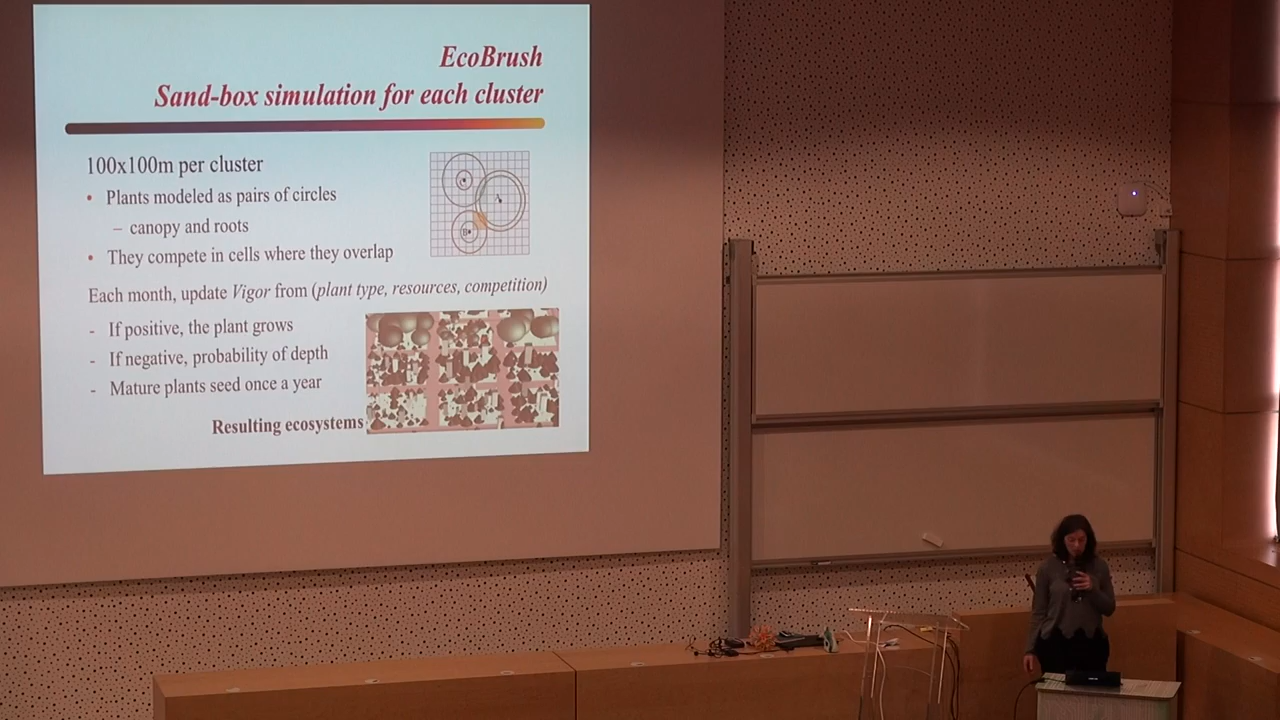 EcoBrush
Sand-box simulation for each cluster
100x100m per cluster
• Plants modeled as pairs of circles
– canopy and roots
• They compete in cells where they overlap
Each month, update Vigor from (plant type, resources, competition)
- If positive, the plant grows
- If negative, probability of depth
- Mature plants seed once a year
Resulting ecosystems